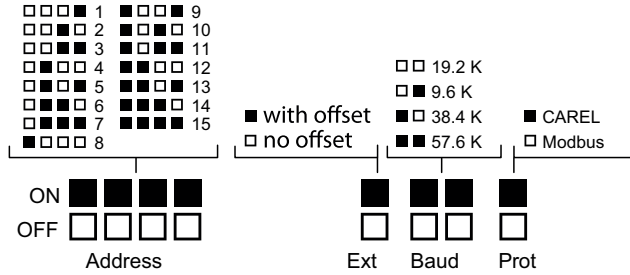 1 9
2 10
3 11
4 12
5 13
6 14
7 15
8
with offset
no offset
19.2 K
9.6 K
38.4 K
57.6 K
CAREL
Modbus
ON
OFF
Address Ext Baud Prot